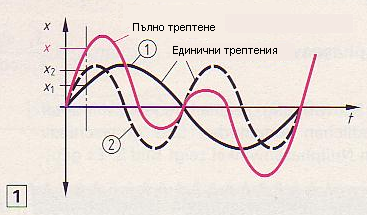 x
Пълно трептене
x
1
Единични трептения
x2
x1
t
2
1